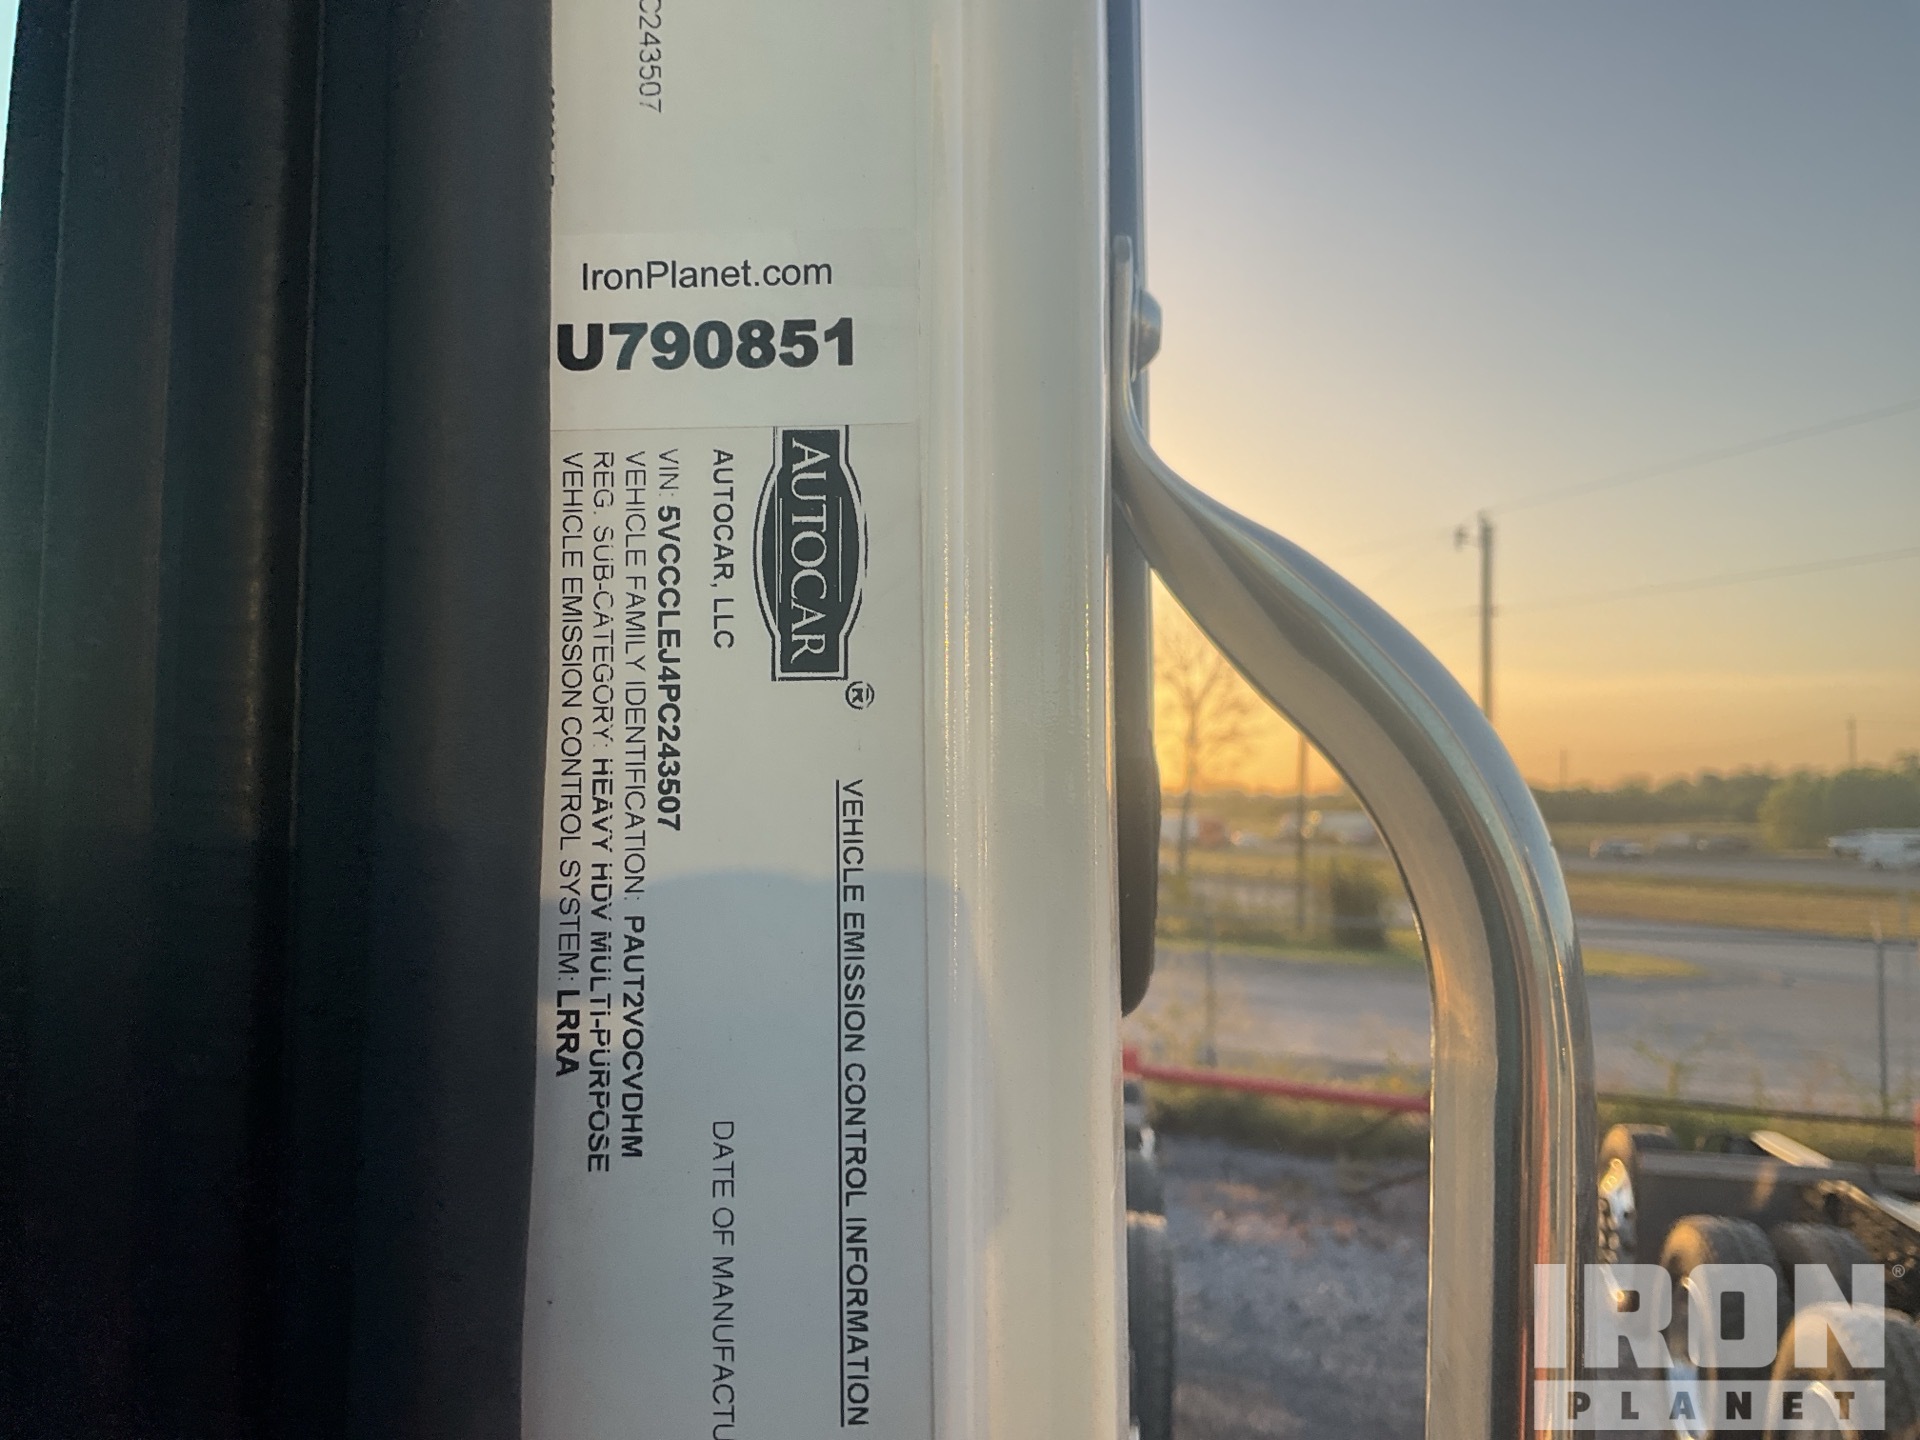 C243507
IronPlanet.com
U790851
AUTOCAR®
VEHICLE EMISSION CONTROL INFORMATION
AUTOCAR, LLC
DATE OF MANUFACTU
VIN: 5VCCCLEJ4PC243507
VEHICLE FAMILY IDENTIFICATION: PAUT2VOCVDHM
REG. SUB-CATEGORY: HEAVY HDV MULTI-PURPOSE
VEHICLE EMISSION CONTROL SYSTEM: LRRA
IRON®
PLANET